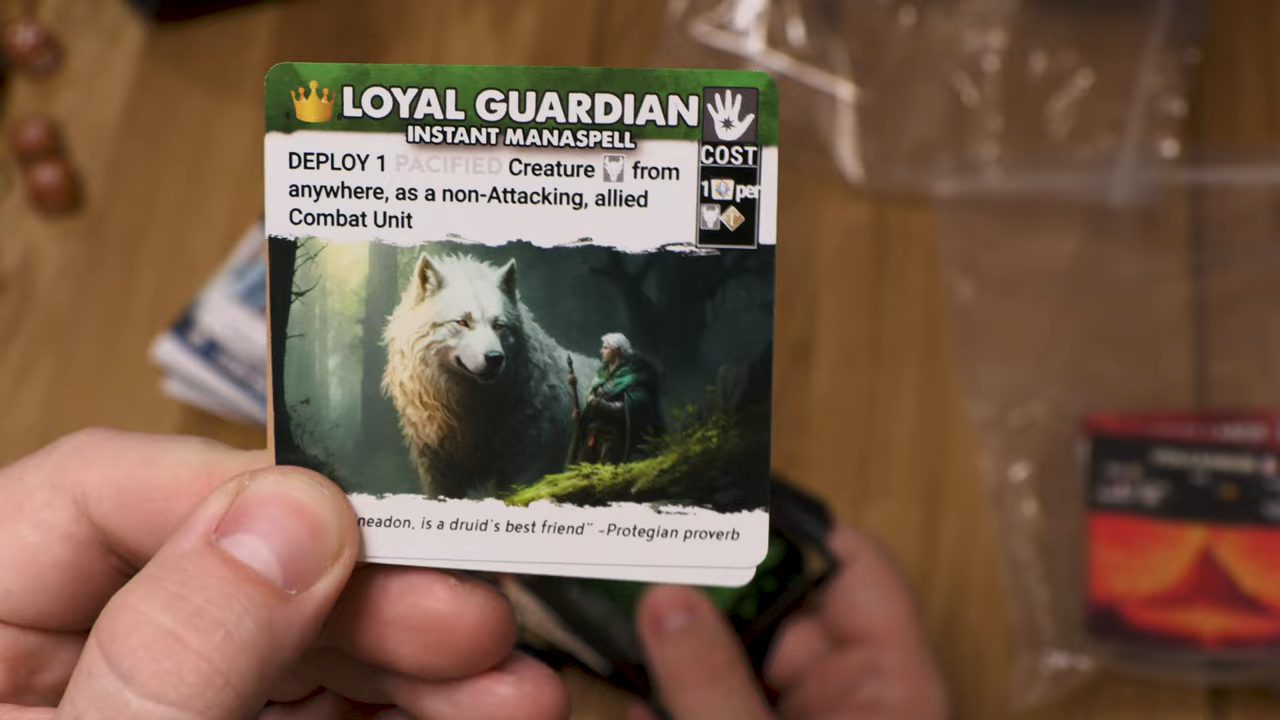 LOYAL GUARDIAN
INSTANT MANASPELL
COST
1 per
DEPLOY 1 PACIFIED Creature from
anywhere, as a non-Attacking, allied
Combat Unit
neadon, is a druid's best friend" -Protegian proverb